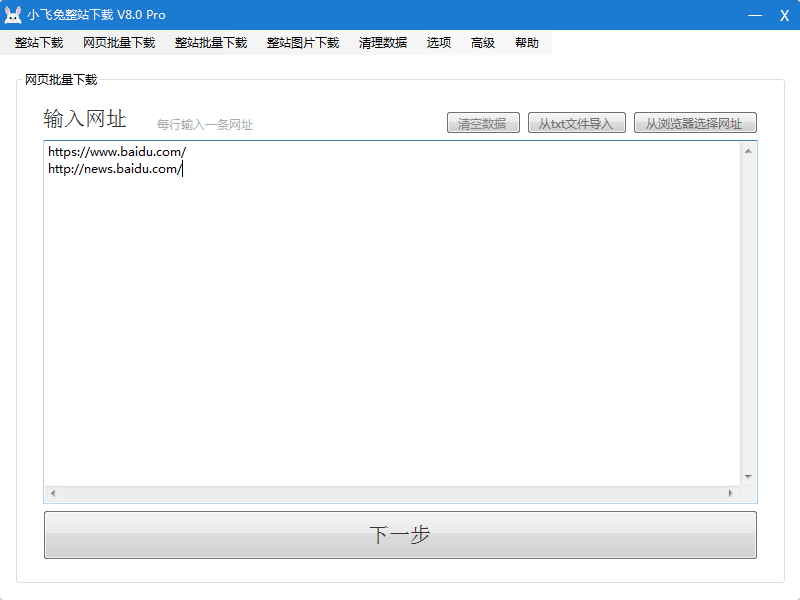 小飞兔整站下载 V8.0 Pro
整站下载 网页批量下载 整站批量下载 整站图片下载 清理数据 选项 高级 帮助
网页批量下载
输入网址 每行输入一条网址 清空数据 从txt文件导入 从浏览器选择网址
https://www.baidu.com/
http://news.baidu.com/
下一步